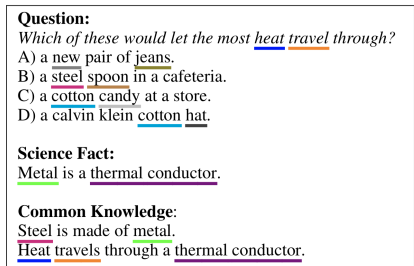 Question:
Which of these would let the most heat travel through?
A) a new pair of jeans.
B) a steel spoon in a cafeteria.
C) a cotton candy at a store.
D) a calvin klein cotton hat.
Science Fact:
Metal is a thermal conductor.
Common Knowledge:
Steel is made of metal.
Heat travels through a thermal conductor.